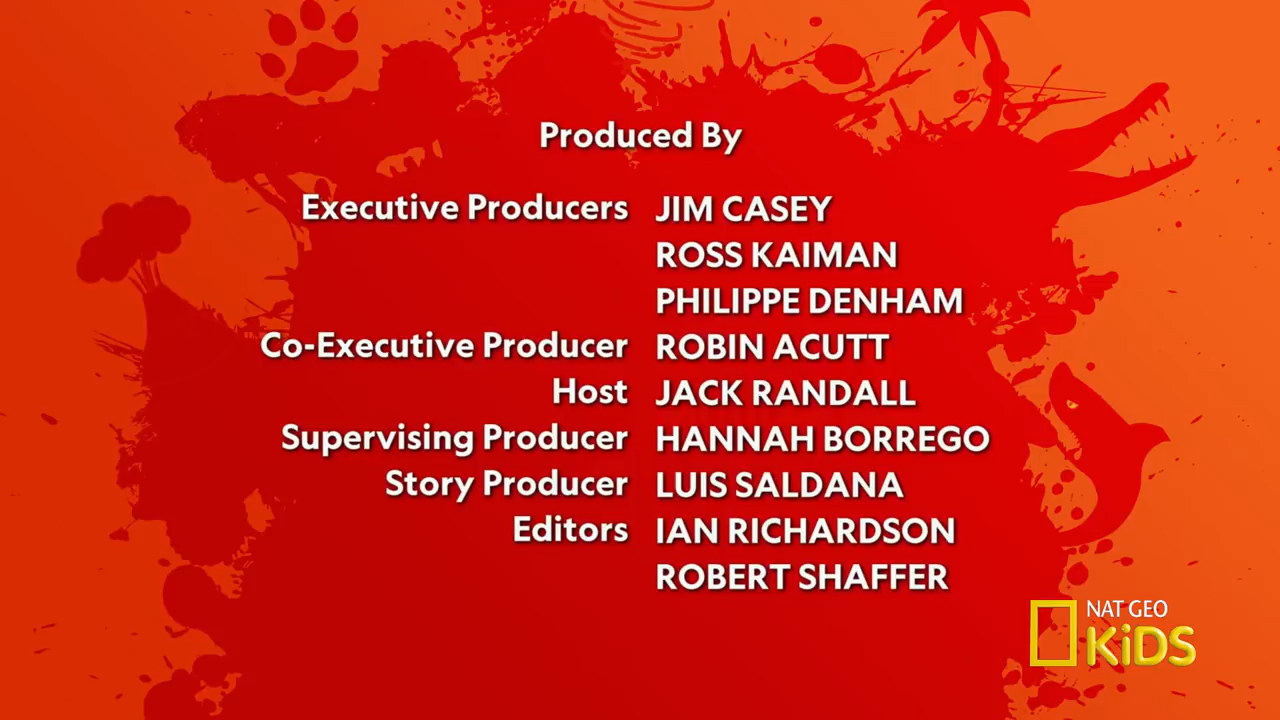 Produced By
Executive Producers JIM CASEY
ROSS KAIMAN
PHILIPPE DENHAM
Co-Executive Producer ROBIN ACUTT
Host JACK RANDALL
Supervising Producer HANNAH BORREGO
Story Producer LUIS SALDANA
Editors IAN RICHARDSON
ROBERT SHAFFER
NAT GEO
KiDS